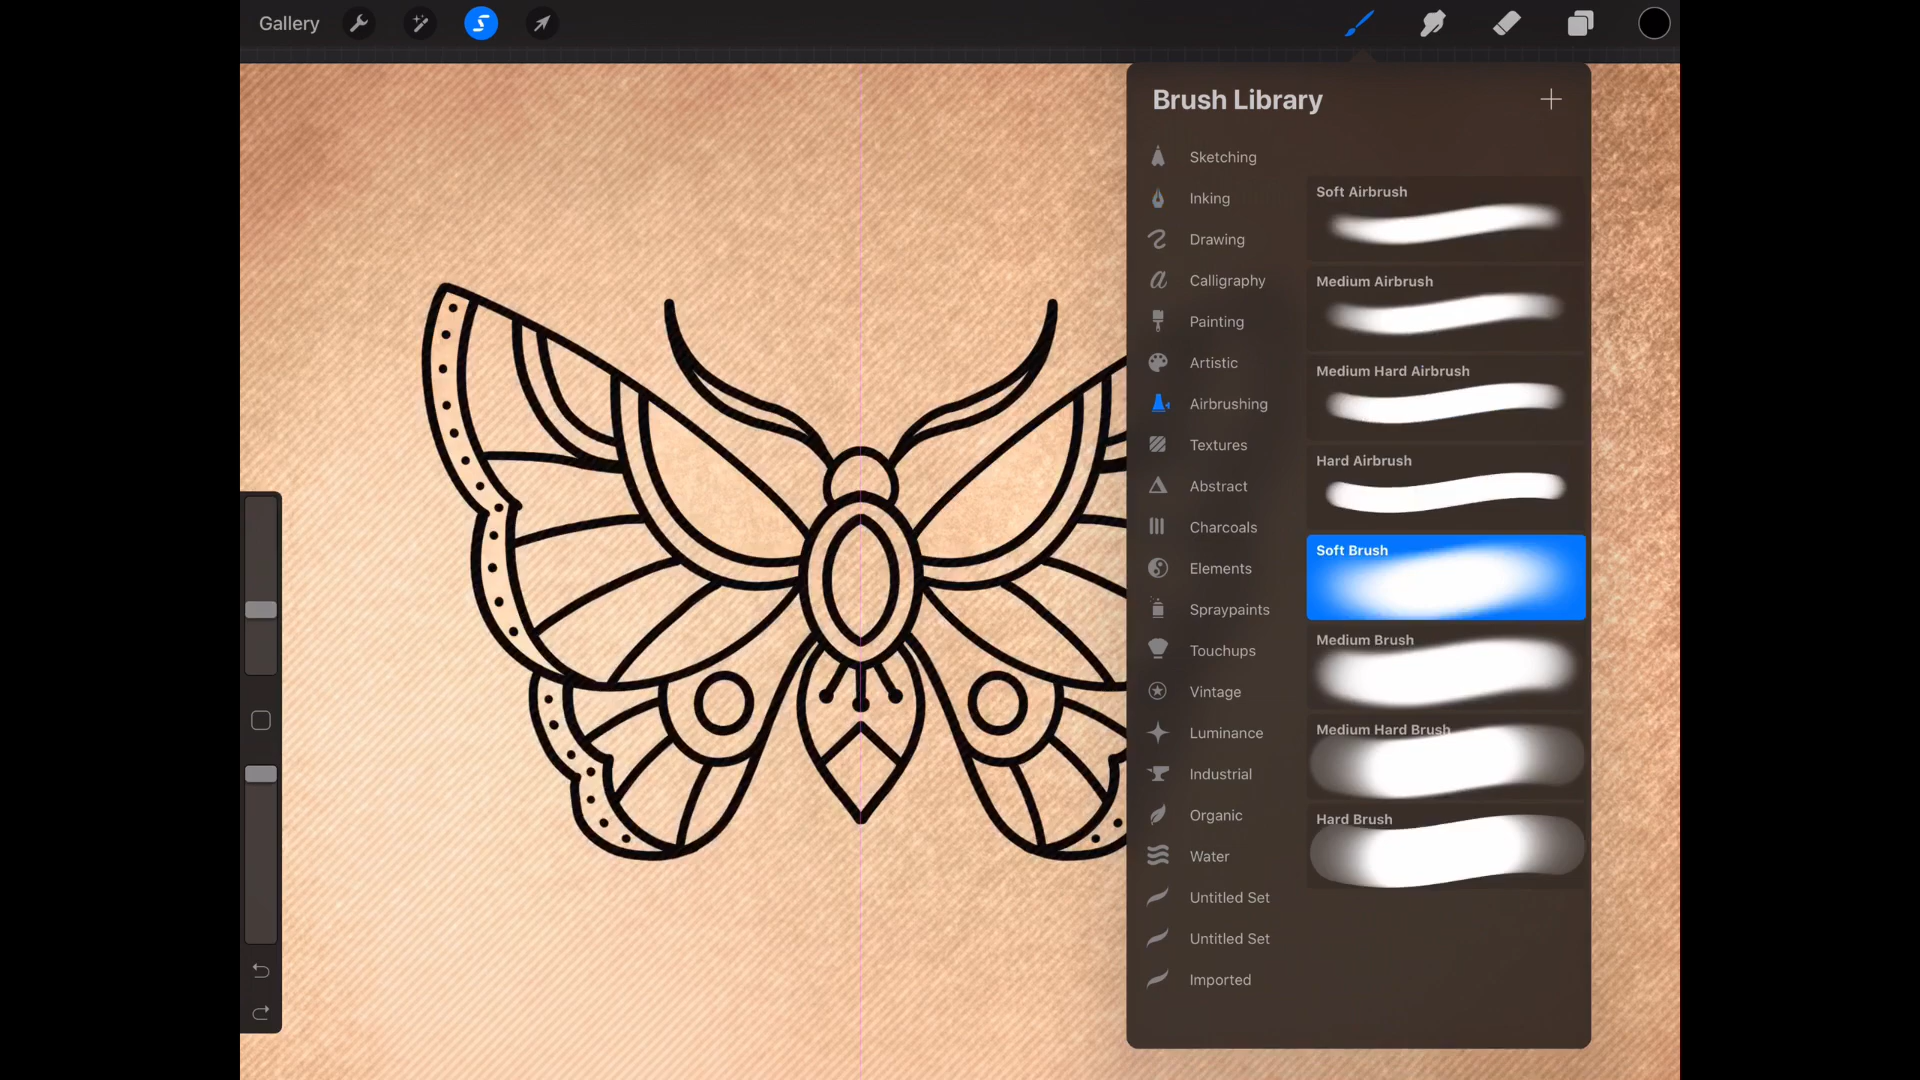 Gallery
Brush Library
Sketching
Inking
Drawing
Calligraphy
Painting
Artistic
Airbrushing
Textures
Abstract
Charcoals
Elements
Spraypaints
Touchups
Vintage
Luminance
Industrial
Organic
Water
Untitled Set
Untitled Set
Imported
Soft Airbrush
Medium Airbrush
Medium Hard Airbrush
Hard Airbrush
Soft Brush
Medium Brush
Medium Hard Brush
Hard Brush